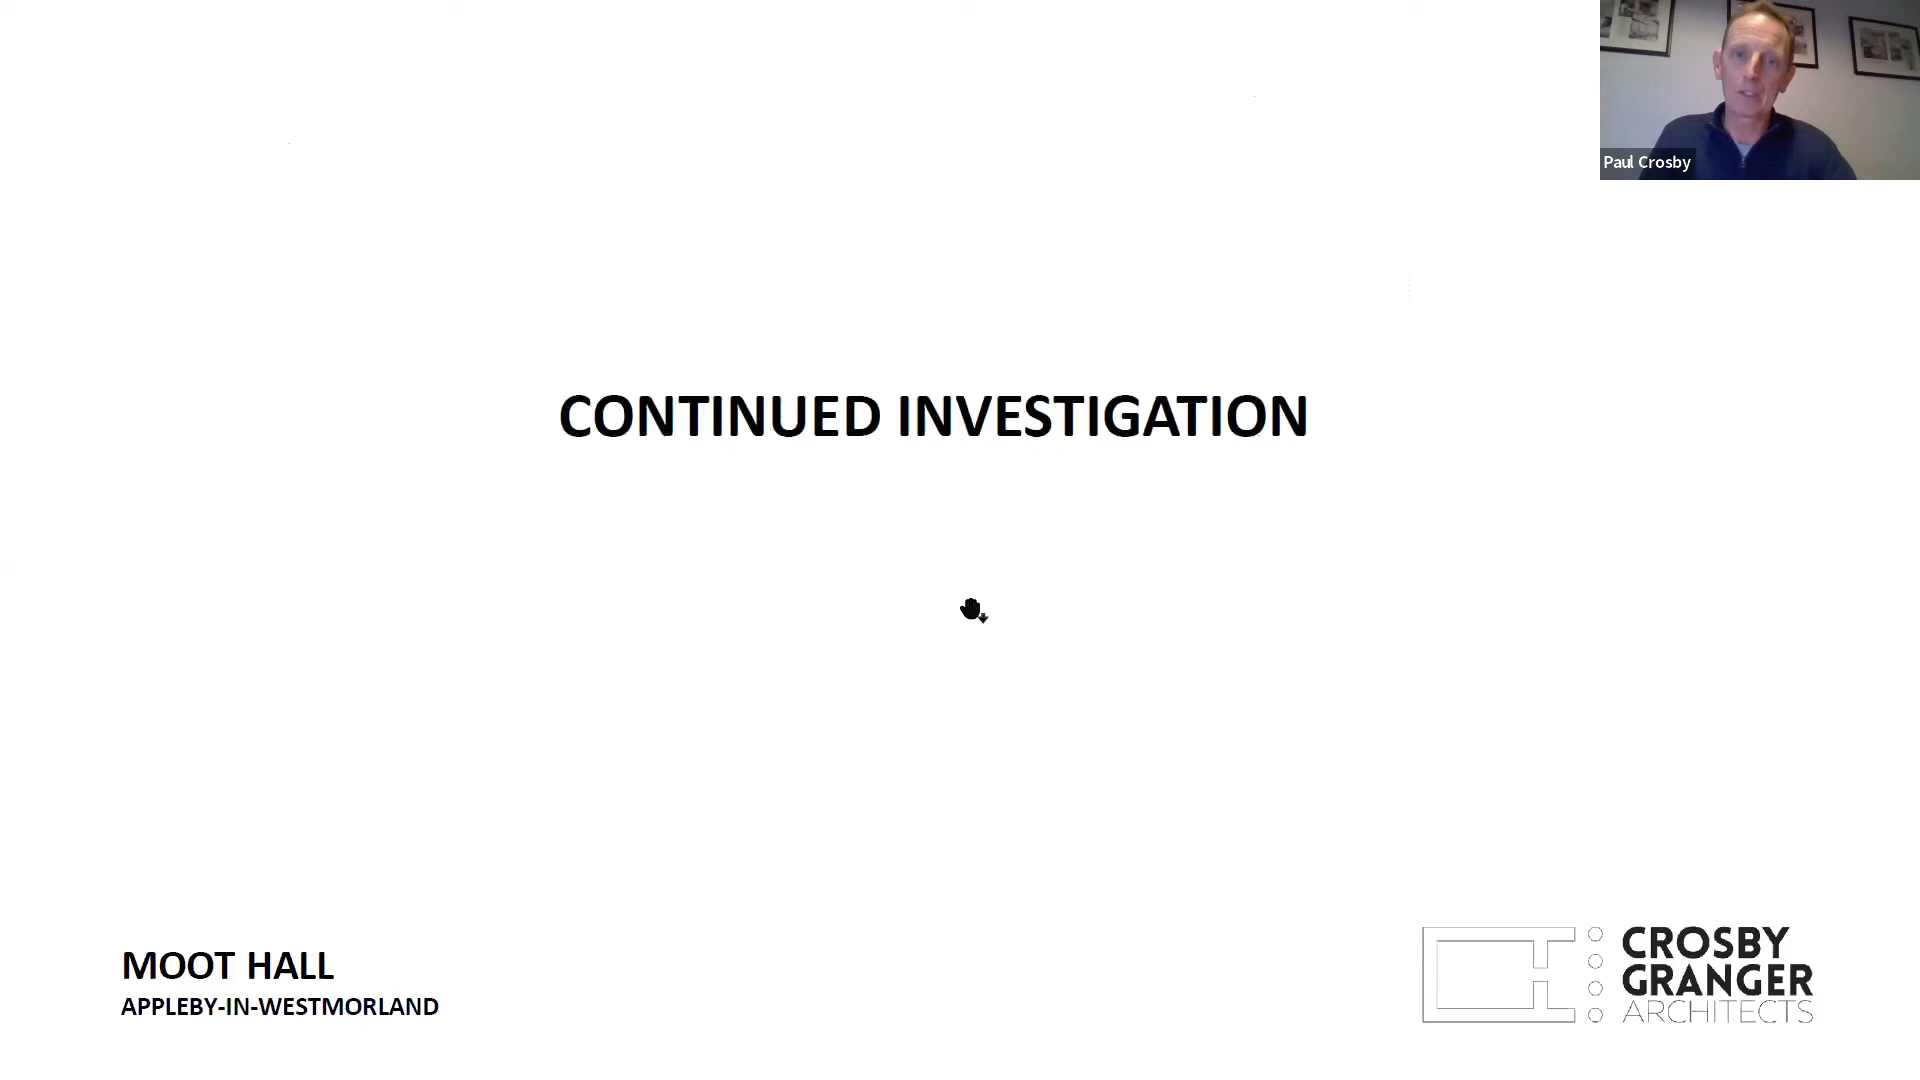 Paul Crosby
CONTINUED INVESTIGATION
MOOT HALL
APPLEBY-IN-WESTMORLAND
CROSBY
GRANGER
ARCHITECTS